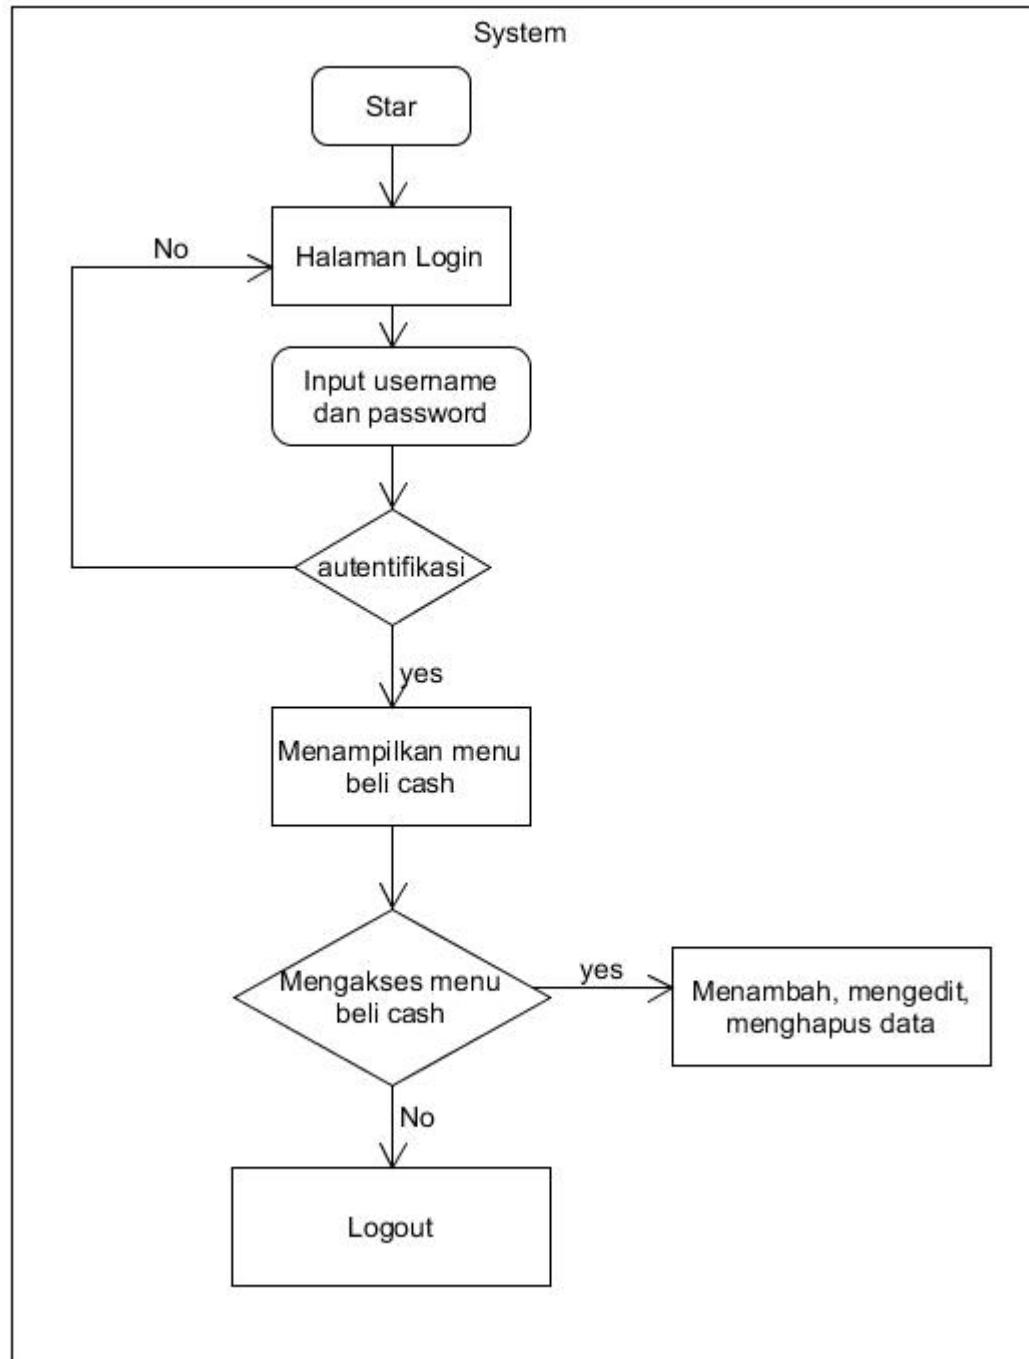 System
Star
No
Halaman Login
Input username
dan password
autentifikasi
yes
Menampilkan menu
beli cash
Mengakses menu
beli cash
yes
Menambah, mengedit,
menghapus data
No
Logout